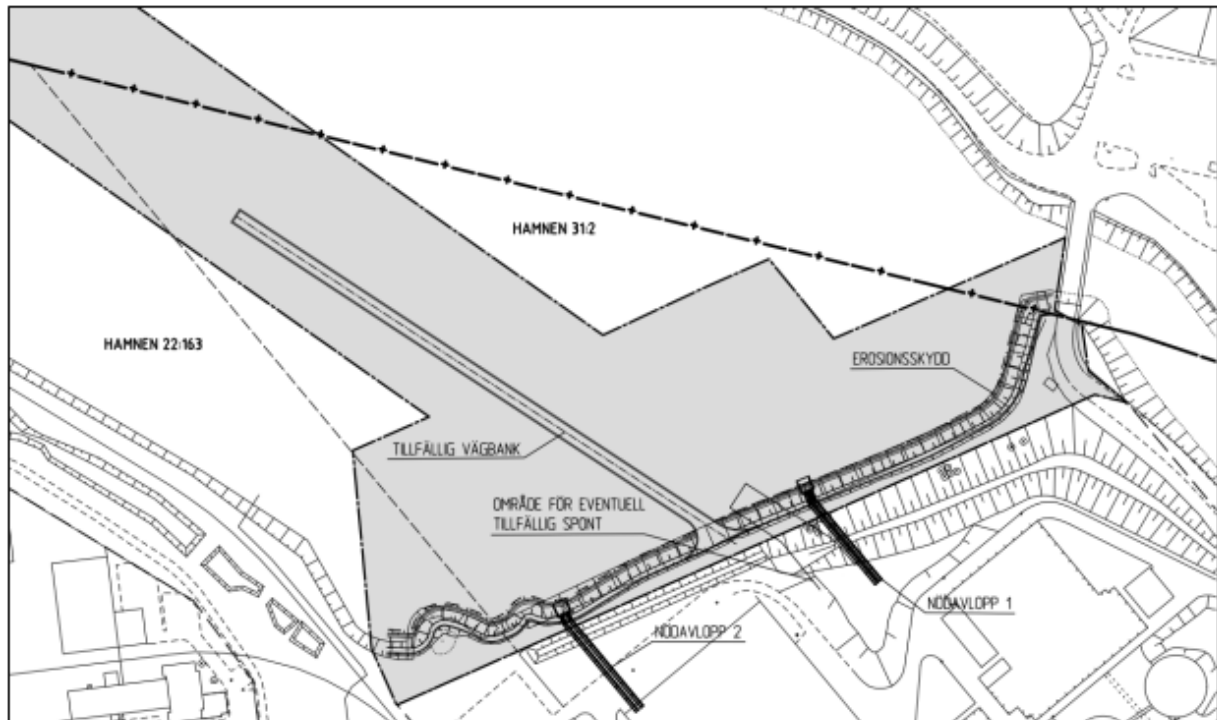 HAMNEN 31:2
HAMNEN 22:163
EROSIONSSKYDD
TILLFÄLLIG VÄGBANK
OMRÅDE FÖR EVENTUELL
TILLFÄLLIG SPONT
NÖDAVLOPP 1
NÖDAVLOPP 2